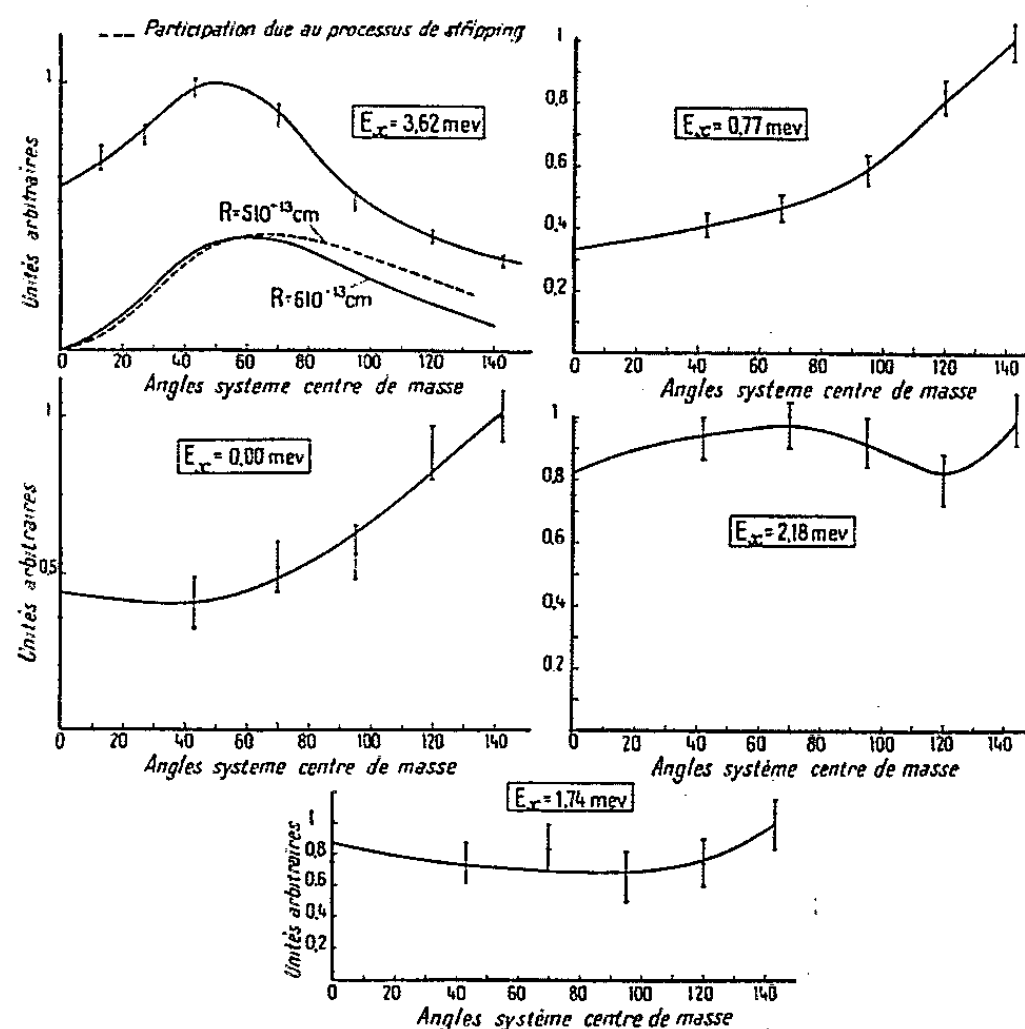 --- Participation due au processus de stripping
Unités arbitraires
1
Ex = 3,62 mev
R=510⁻¹³cm
R=610⁻¹³cm
0 20 40 60 80 100 120 140
Angles systeme centre de masse
1
0,8
0,6
0,4
0,2
Ex= 0,77 mev
0 20 40 60 80 100 120 140
Angles système centre de masse
Unités arbitraires
1
0,5
Ex = 0,00 mev
0 20 40 60 80 100 120 140
Angles systeme centre de masse
1
0,8
0,6
0,4
0,2
Ex= 2,18 mev
0 20 40 60 80 100 120 140
Angles système centre de masse
Unités arbitraires
1
0,8
0,6
0,4
0,2
Ex= 1,74 mev
0 20 40 60 80 100 120 140
Angles système centre de masse